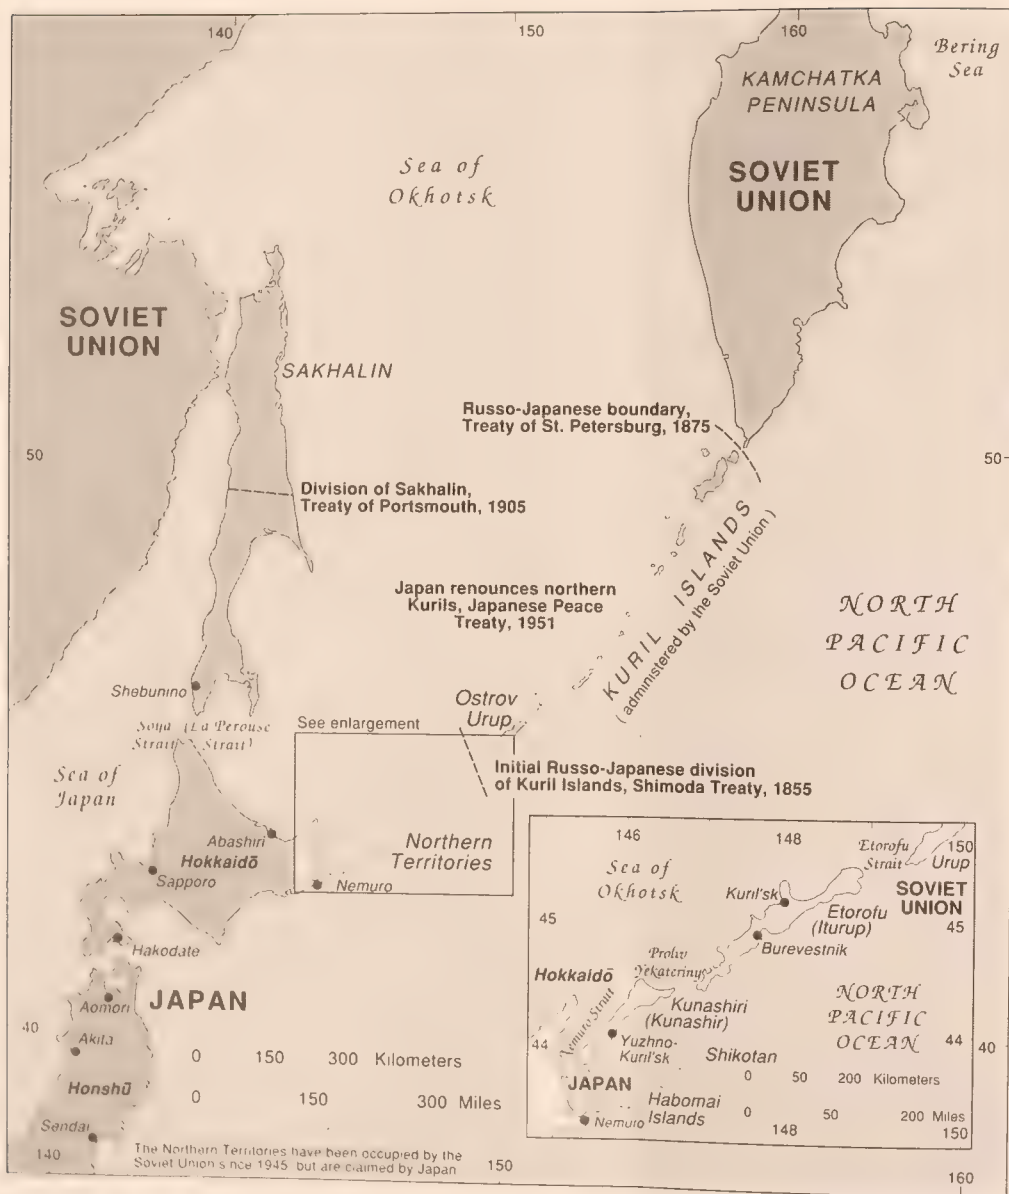 140
150
160
Bering
Sea
KAMCHATKA
PENINSULA
SOVIET
UNION
Sea of
Okhotsk
SOVIET
UNION
SAKHALIN
Russo-Japanese boundary,
Treaty of St. Petersburg, 1875
50
50
Division of Sakhalin,
Treaty of Portsmouth, 1905
KURIL ISLANDS
(administered by the Soviet Union)
Japan renounces northern
Kurils, Japanese Peace
Treaty, 1951
NORTH
PACIFIC
OCEAN
Shebunino
Ostrov
Urup
Soya (La Perouse
Strait Strait)
See enlargement
Sea of
Japan
Initial Russo-Japanese division
of Kuril Islands, Shimoda Treaty, 1855
Abashiri
Hokkaidō
Sapporo
Northern
Territories
Nemuro
Hakodate
JAPAN
Aomori
40
Akita
0 150 300 Kilometers
Honshū
0 150 300 Miles
Sendai
140
The Northern Territories have been occupied by the
Soviet Union since 1945 but are claimed by Japan
150
160
40
146
148
150
Etorofu
Strait
Urup
Sea of
Okhotsk
SOVIET
UNION
Kuril'sk
Etorofu
(Iturup)
45
45
Burevestnik
Proliv
Yekateriny
Hokkaidō
Nemuro Strait
Kunashiri
(Kunashir)
NORTH
PACIFIC
OCEAN
44
44
Yuzhno-
Kuril'sk
Shikotan
JAPAN
0 50 200 Kilometers
Habomai
Islands
0 50 200 Miles
Nemuro
148
150